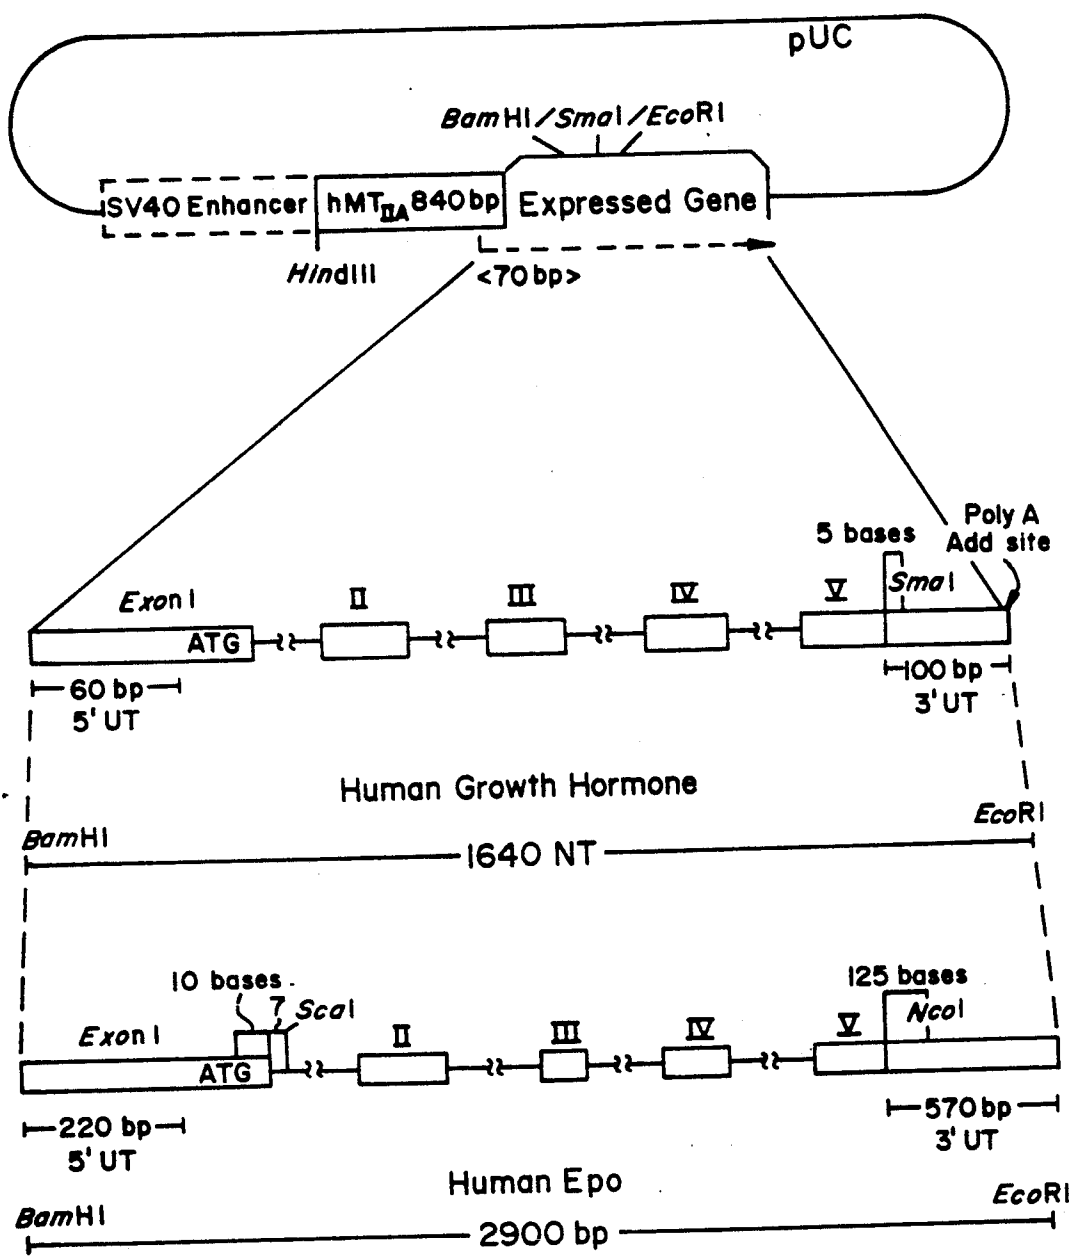 pUC
BamHI/SmaI/EcoRI
SV40 Enhancer hMTIIA 840 bp Expressed Gene
HindIII <70 bp>
Poly A
Add site
5 bases
SmaI
Exon I II III IV V
ATG
60 bp 100 bp
5' UT 3' UT
Human Growth Hormone
BamHI EcoRI
1640 NT
10 bases 125 bases
7 ScaI NcoI
Exon I II III IV V
ATG
220 bp 570 bp
5' UT 3' UT
Human Epo
BamHI EcoRI
2900 bp